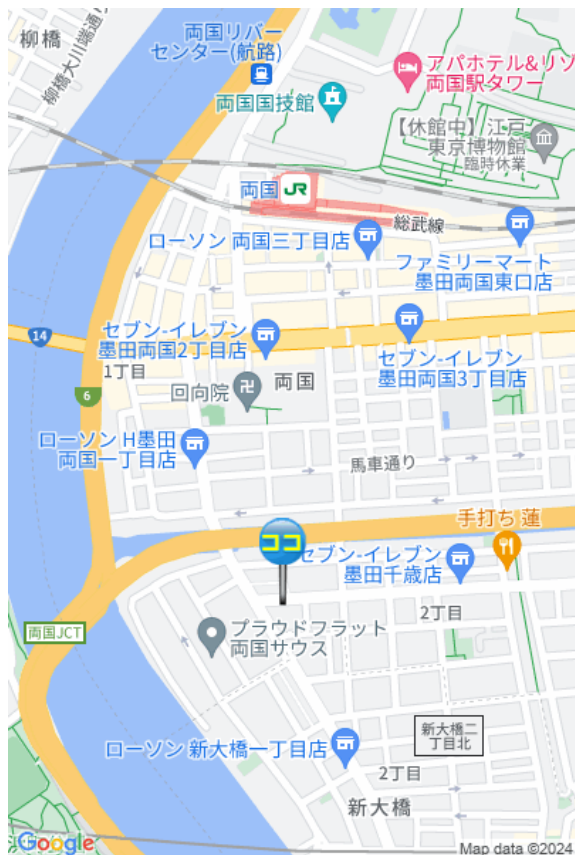 柳橋
柳橋大川端通り
両国リバー
センター(航路)
両国国技館
アパホテル&リゾ
両国駅タワー
【休館中】江戸
東京博物館
臨時休業
両国
JR
総武線
ローソン 両国三丁目店
ファミリーマート
墨田両国東口店
14
セブン-イレブン
墨田両国2丁目店
セブン-イレブン
墨田両国3丁目店
1丁目
6
回向院
両国
ローソン H墨田
両国一丁目店
馬車通り
手打ち 蓮
ココ
セブン-イレブン
墨田千歳店
2丁目
両国JCT
プラウドフラット
両国サウス
新大橋二
丁目北
ローソン 新大橋一丁目店
2丁目
新大橋
Google
Map data ©2024